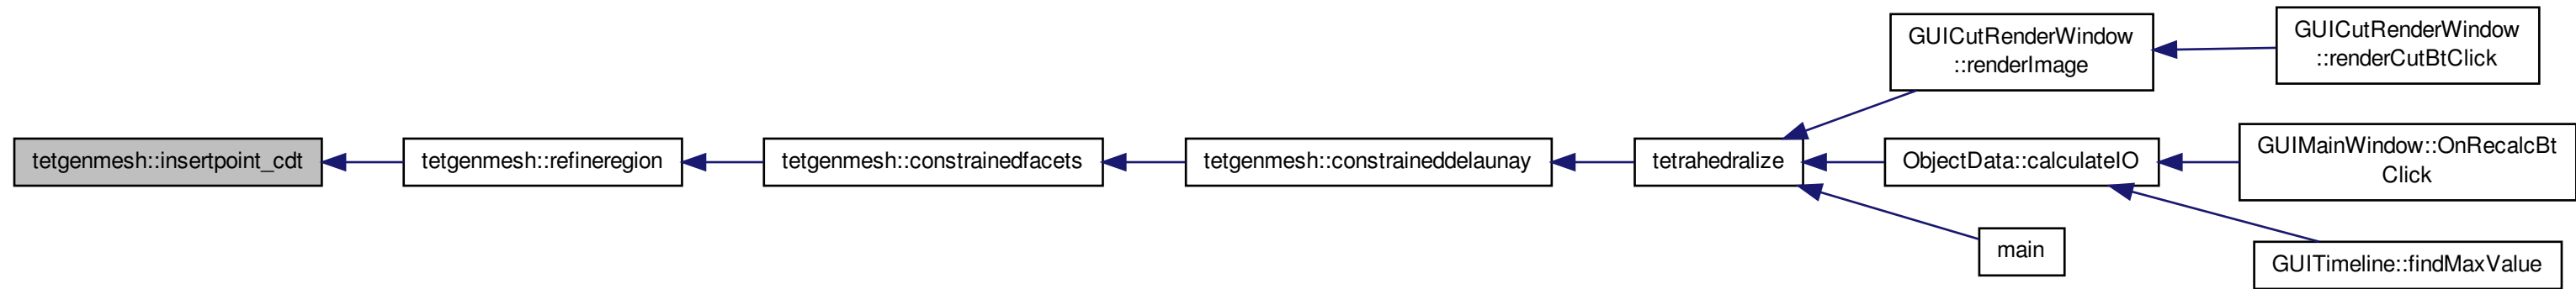 tetgenmesh::insertpoint_cdt
tetgenmesh::refineregion
tetgenmesh::constrainedfacets
tetgenmesh::constraineddelaunay
tetrahedralize
GUICutRenderWindow
::renderImage
GUICutRenderWindow
::renderCutBtClick
ObjectData::calculateIO
GUIMainWindow::OnRecalcBt
Click
GUITimeline::findMaxValue
main